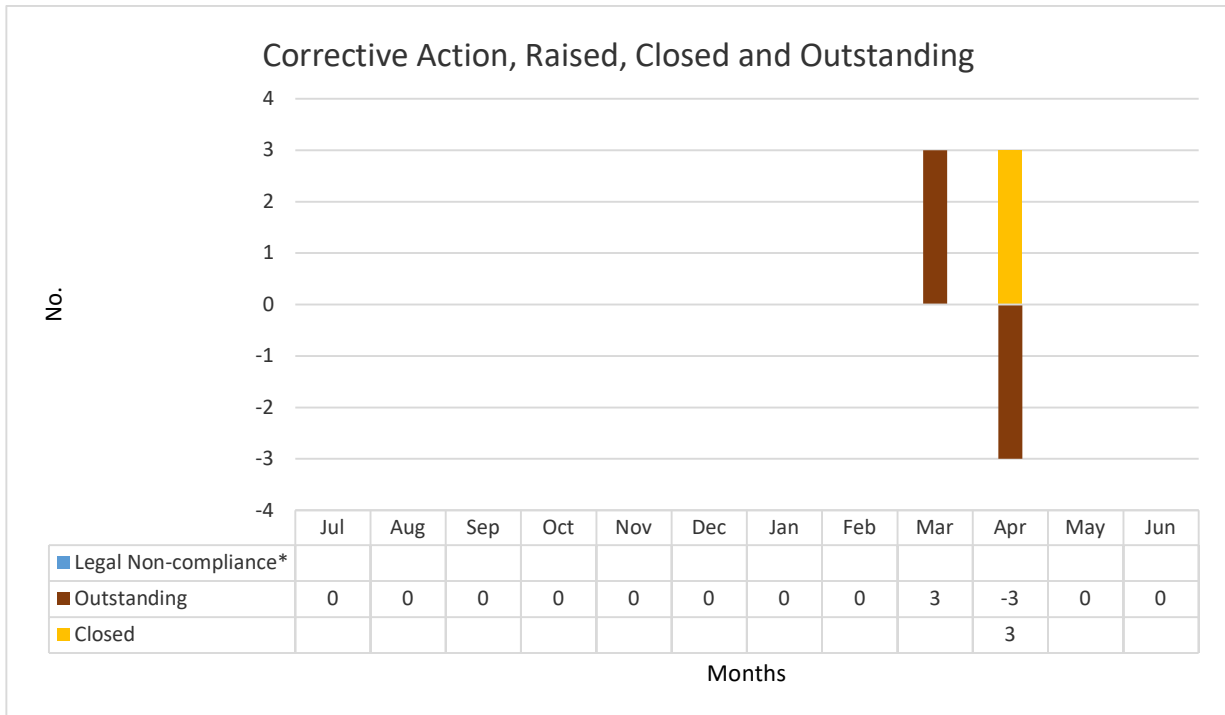 Corrective Action, Raised, Closed and Outstanding
4
3
2
1
0
-1
-2
-3
-4
No.
Jul Aug Sep Oct Nov Dec Jan Feb Mar Apr May Jun
Legal Non-compliance*
Outstanding 0 0 0 0 0 0 0 0 3 -3 0 0
Closed 3
Months